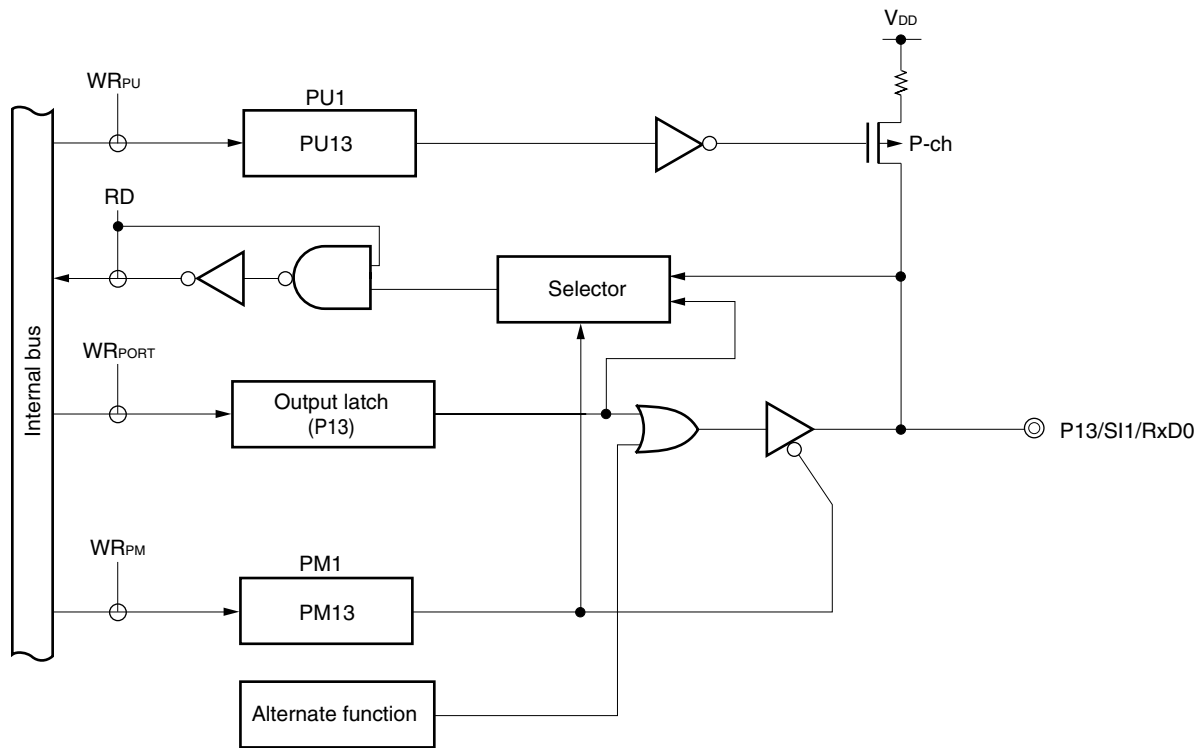 VDD
WRPU
PU1
PU13
P-ch
RD
Selector
Internal bus
WRPORT
Output latch
(P13)
P13/SI1/RxD0
WRPM
PM1
PM13
Alternate function